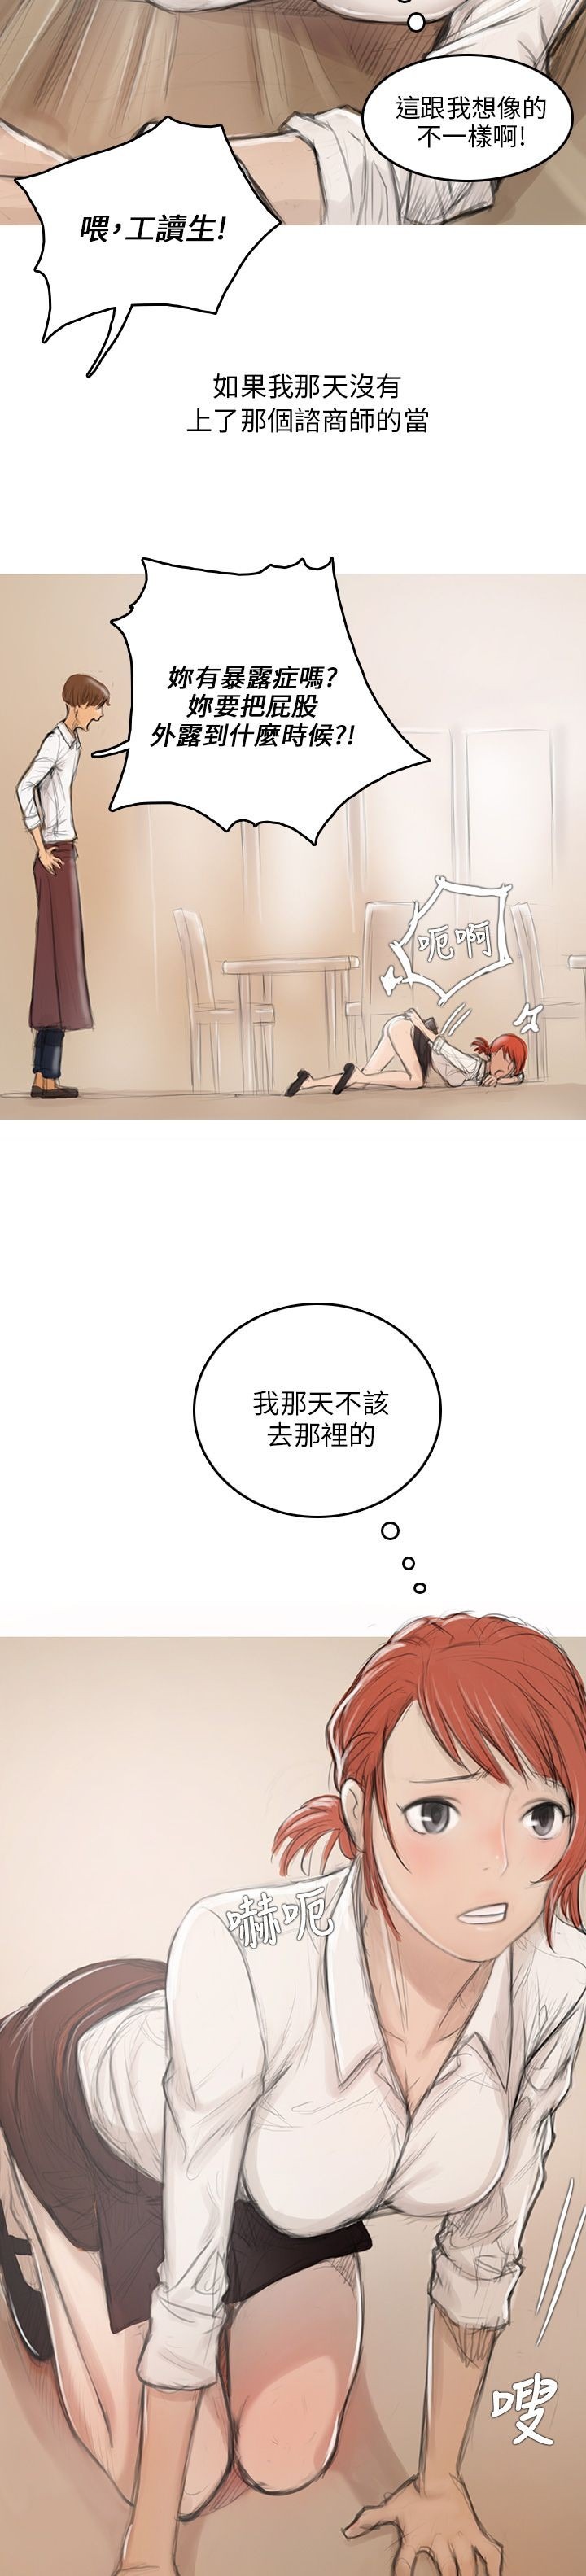 這跟我想像的
不一樣啊!
喂,工讀生!
如果我那天沒有
上了那個諮商師的當
妳有暴露症嗎?
妳要把屁股
外露到什麼時候?!
呃啊
我那天不該
去那裡的
嚇呃
嗖